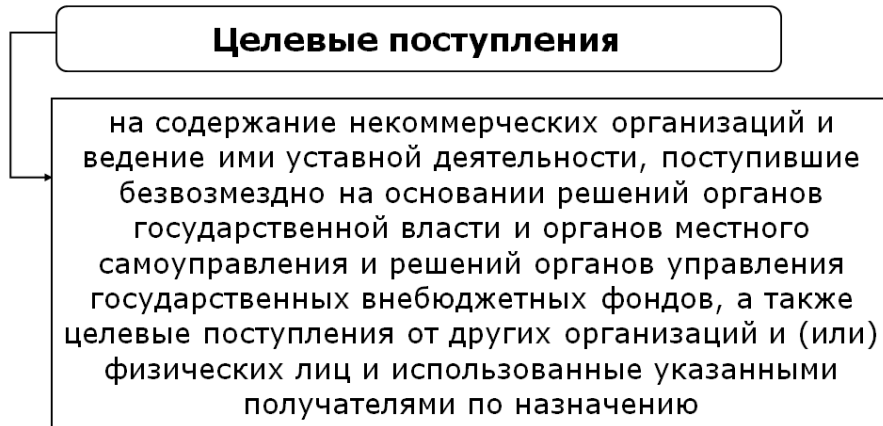 Целевые поступления
на содержание некоммерческих организаций и
ведение ими уставной деятельности, поступившие
безвозмездно на основании решений органов
государственной власти и органов местного
самоуправления и решений органов управления
государственных внебюджетных фондов, а также
целевые поступления от других организаций и (или)
физических лиц и использованные указанными
получателями по назначению